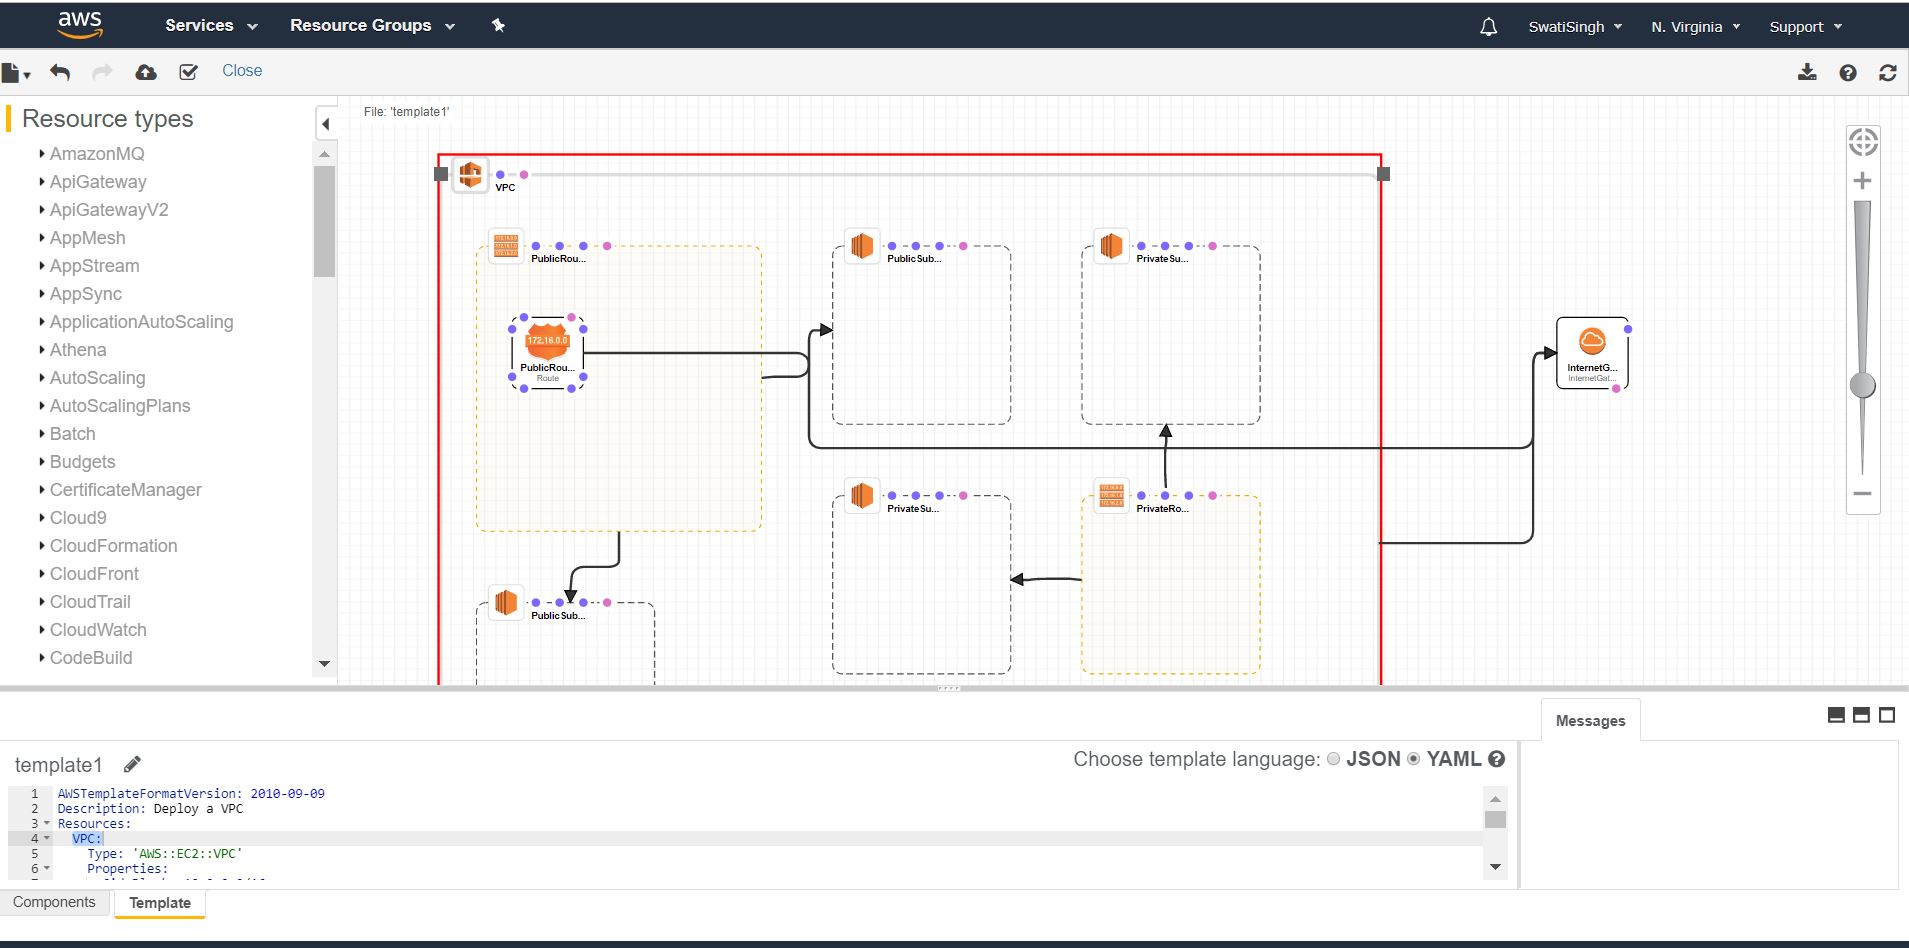 aws Services Resource Groups SwatiSingh N. Virginia Support
Close
Resource types
File: 'template1'
AmazonMQ
ApiGateway
ApiGatewayV2
AppMesh
AppStream
AppSync
ApplicationAutoScaling
Athena
AutoScaling
AutoScalingPlans
Batch
Budgets
CertificateManager
Cloud9
CloudFormation
CloudFront
CloudTrail
CloudWatch
CodeBuild
VPC
PublicRou...
PublicSub...
PrivateSu...
172.16.0.0
PublicRou...
Route
InternetG...
InternetGat...
PrivateSu...
PrivateRo...
PublicSub...
Messages
template1
Choose template language: JSON YAML
1 AWSTemplateFormatVersion: 2010-09-09
2 Description: Deploy a VPC
3 Resources:
4 VPC:
5 Type: 'AWS::EC2::VPC'
6 Properties:
Components Template